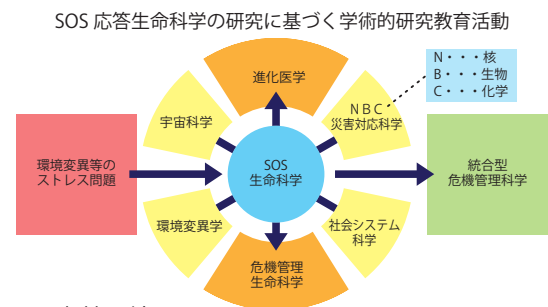 SOS 応答生命科学の研究に基づく学術的研究教育活動
進化医学
N・・・核
B・・・生物
C・・・化学
宇宙科学
NBC
災害対応科学
環境変異等の
ストレス問題
SOS
生命科学
統合型
危機管理科学
環境変異学
社会システム
科学
危機管理
生命科学